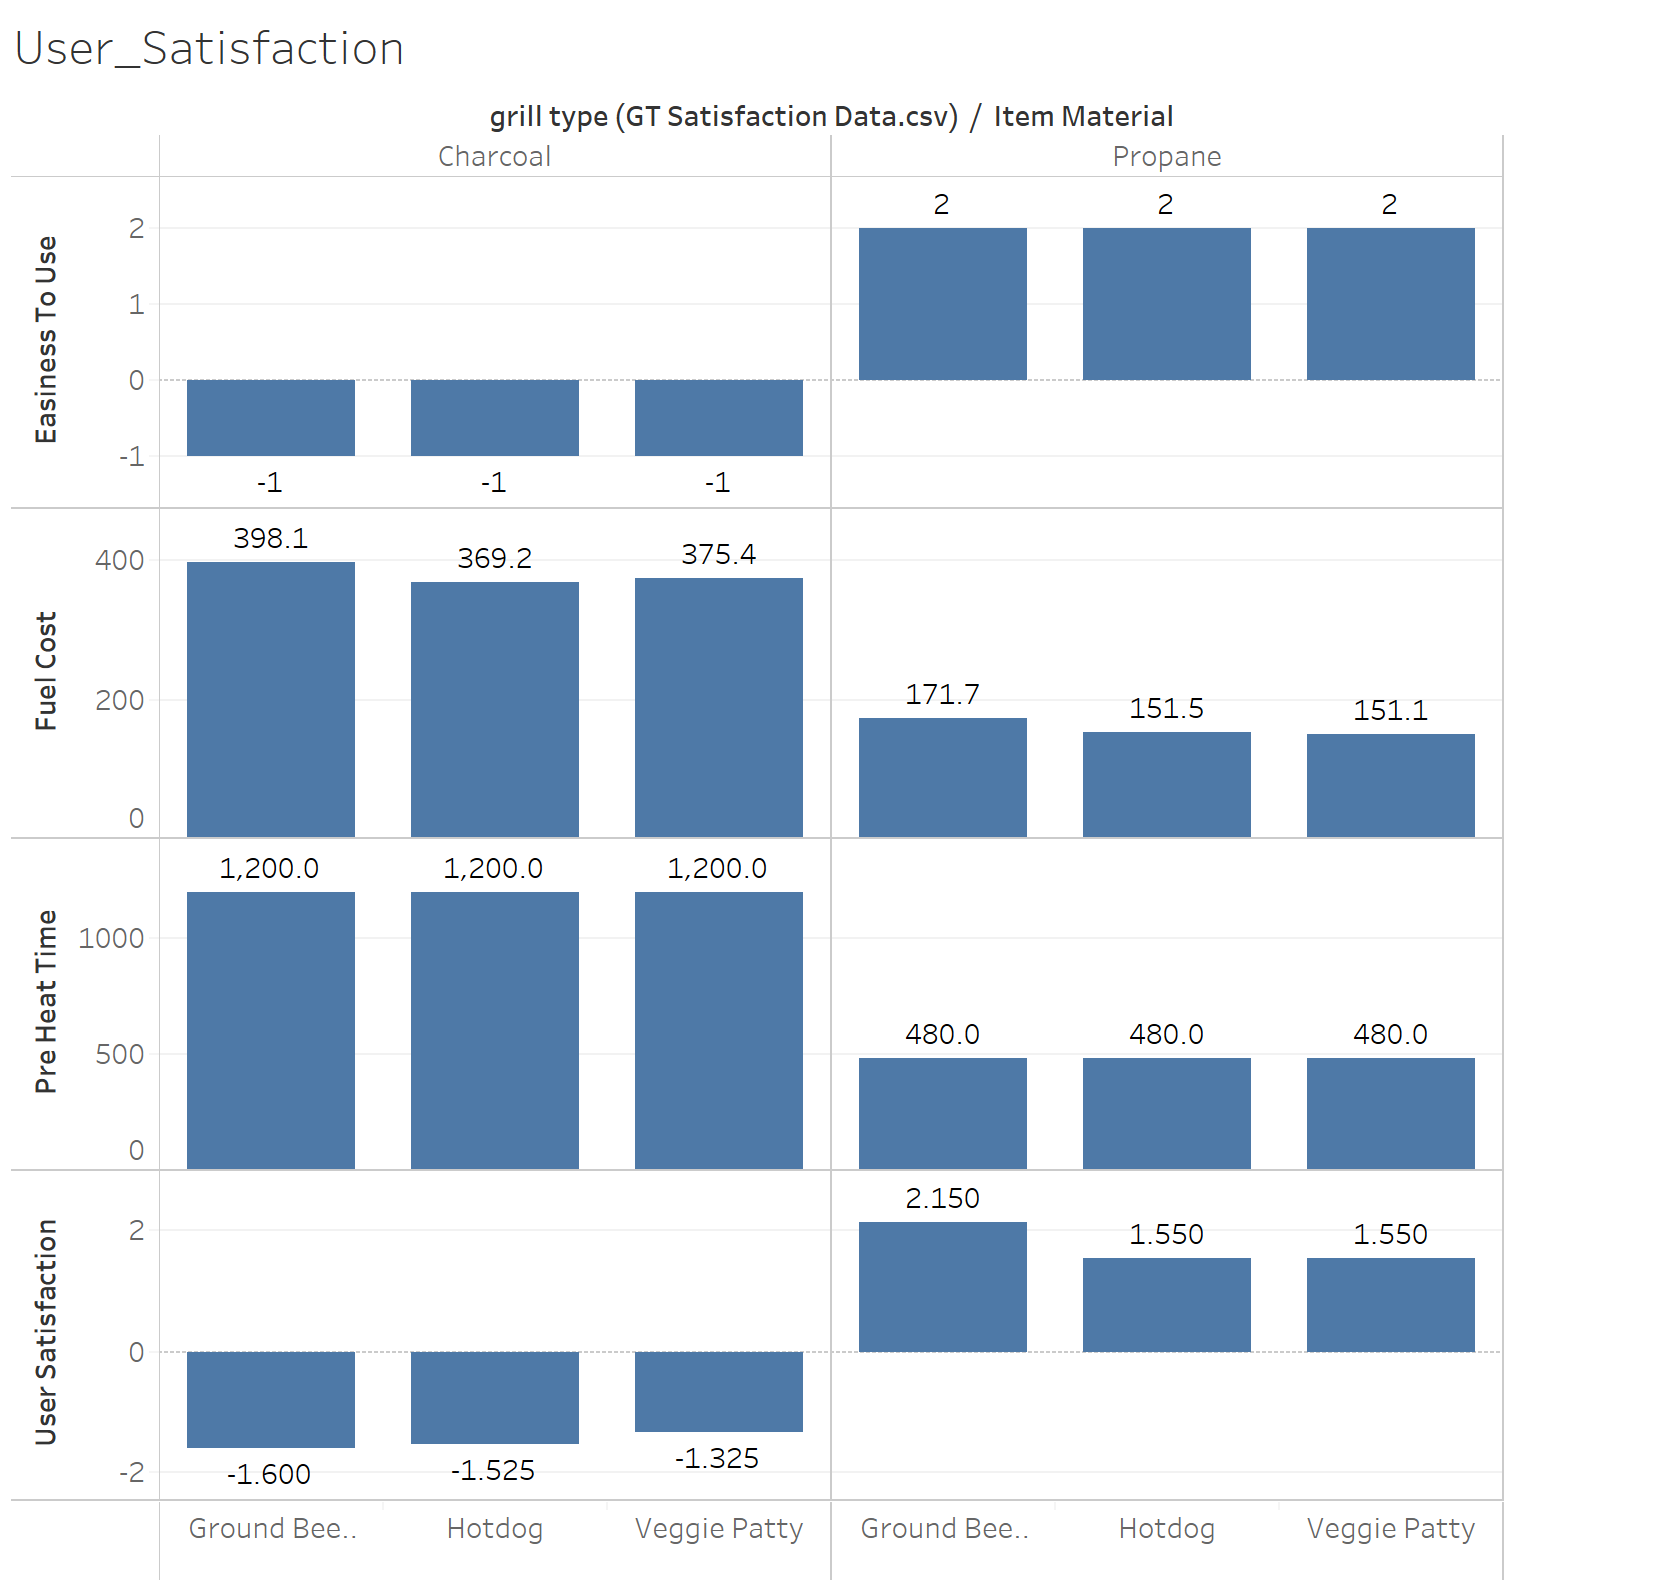 User_Satisfaction
grill type (GT Satisfaction Data.csv) / Item Material
Charcoal Propane
Easiness To Use
2
1
0
-1
-1 -1 -1
2 2 2
Fuel Cost
400
200
0
398.1 369.2 375.4
171.7 151.5 151.1
Pre Heat Time
1000
500
0
1,200.0 1,200.0 1,200.0
480.0 480.0 480.0
User Satisfaction
2
0
-2
-1.600 -1.525 -1.325
2.150 1.550 1.550
Ground Bee.. Hotdog Veggie Patty Ground Bee.. Hotdog Veggie Patty